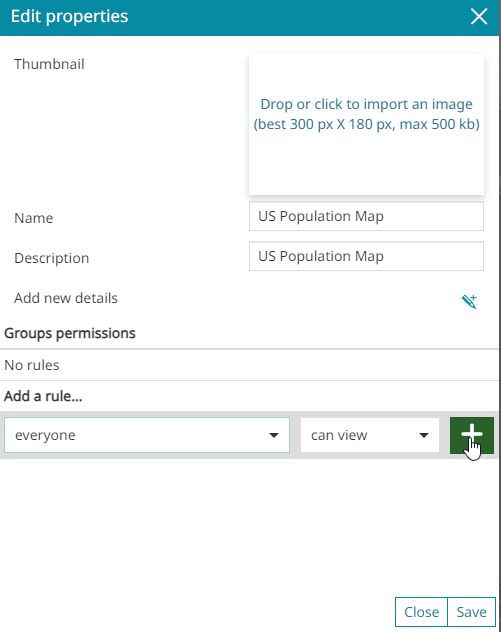 Edit properties
Thumbnail
Drop or click to import an image
(best 300 px X 180 px, max 500 kb)
Name
US Population Map
Description
US Population Map
Add new details
Groups permissions
No rules
Add a rule...
everyone
can view
Close
Save